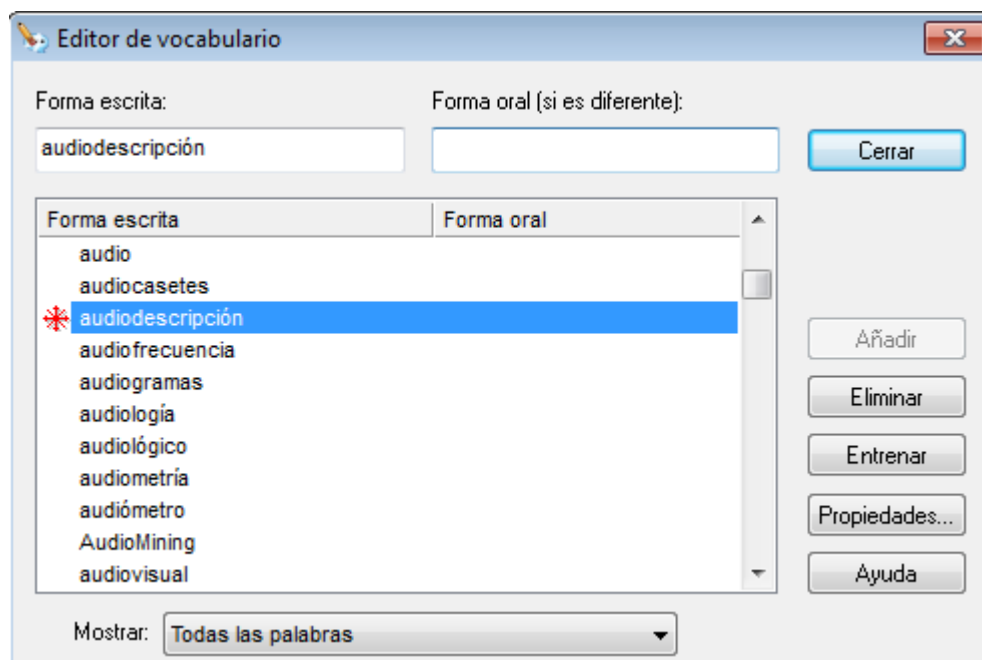 Editor de vocabulario
Forma escrita: Forma oral (si es diferente):
audiodescripción Cerrar
Forma escrita Forma oral
audio
audiocasetes
audiodescripción
audiofrecuencia
Añadir
audiogramas
audiología
Eliminar
audiológico
Entrenar
audiometría
audiómetro
Propiedades...
AudioMining
audiovisual
Ayuda
Mostrar: Todas las palabras